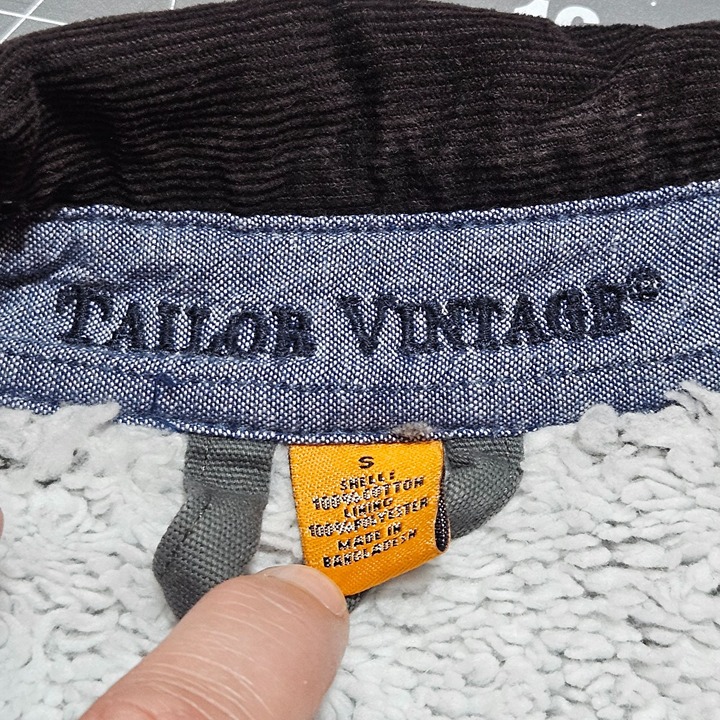 TAILOR VINTAGE®
S
SHELL:
100% COTTON
LINING:
100% POLYESTER
MADE IN
BANGLADESH